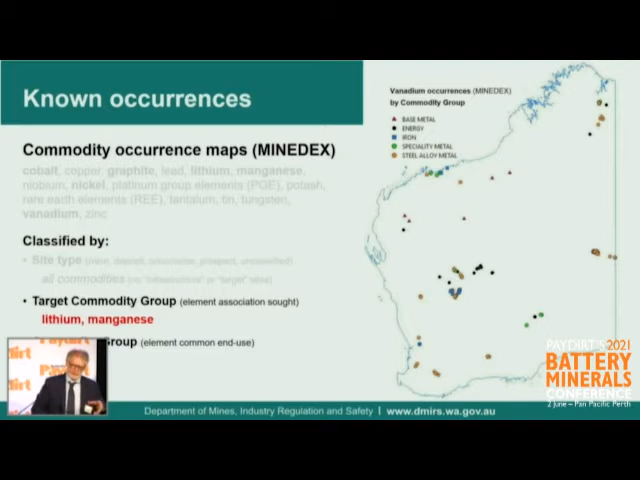 Known occurrences
Commodity occurrence maps (MINEDEX)
cobalt, copper, graphite, lead, lithium, manganese,
niobium, nickel, platinum group elements (PGE), potash,
rare earth elements (REE), tantalum, tin, tungsten,
vanadium, zinc
Classified by:
• Site type
all commodities
• Target Commodity Group (element association sought)
lithium, manganese
Group (element common end-use)
Vanadium occurrences (MINEDEX)
by Commodity Group
BASE METAL
ENERGY
IRON
SPECIALITY METAL
STEEL ALLOY METAL
PAYDIRT'S 2021
BATTERY
MINERALS
CONFERENCE
2 June – Pan Pacific Perth
Department of Mines, Industry Regulation and Safety | www.dmirs.wa.gov.au